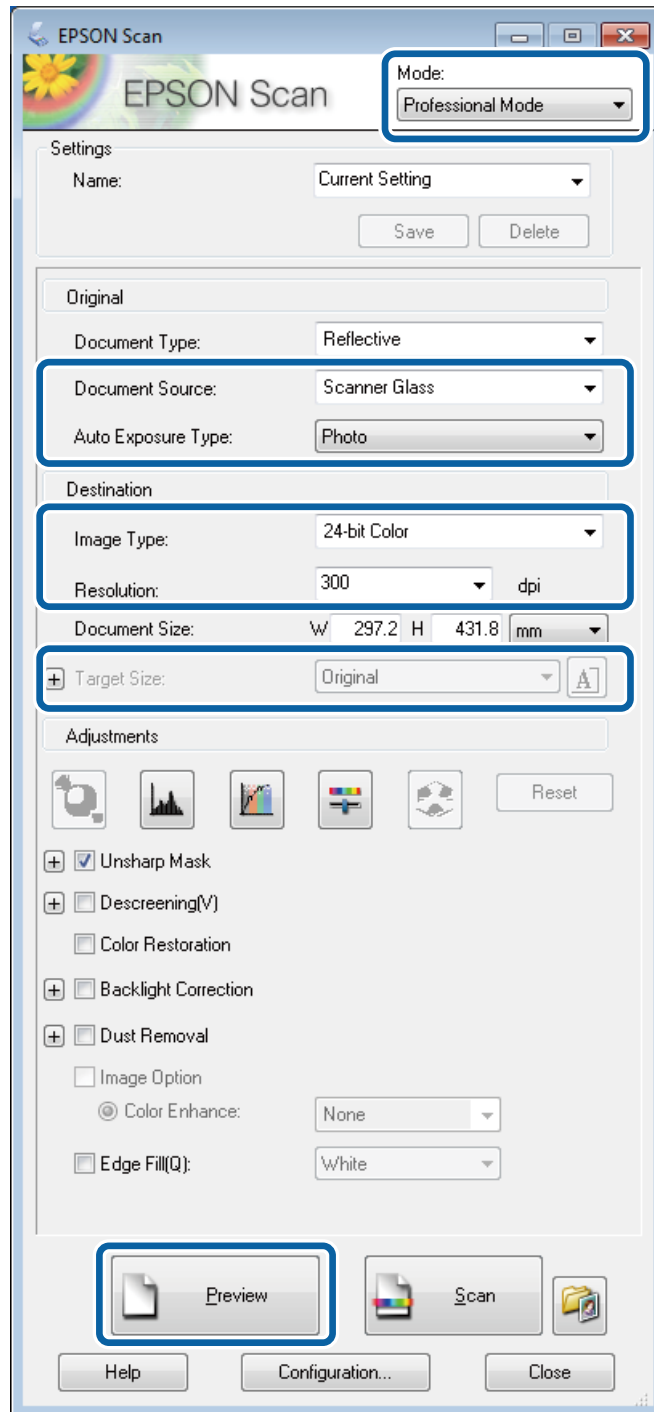 EPSON Scan
EPSON Scan
Mode:
Professional Mode
Settings
Name: Current Setting
Save Delete
Original
Document Type: Reflective
Document Source: Scanner Glass
Auto Exposure Type: Photo
Destination
Image Type: 24-bit Color
Resolution: 300 dpi
Document Size: W 297.2 H 431.8 mm
Target Size: Original A
Adjustments
Reset
Unsharp Mask
Descreening(V)
Color Restoration
Backlight Correction
Dust Removal
Image Option
Color Enhance: None
Edge Fill(Q): White
Preview Scan
Help Configuration... Close